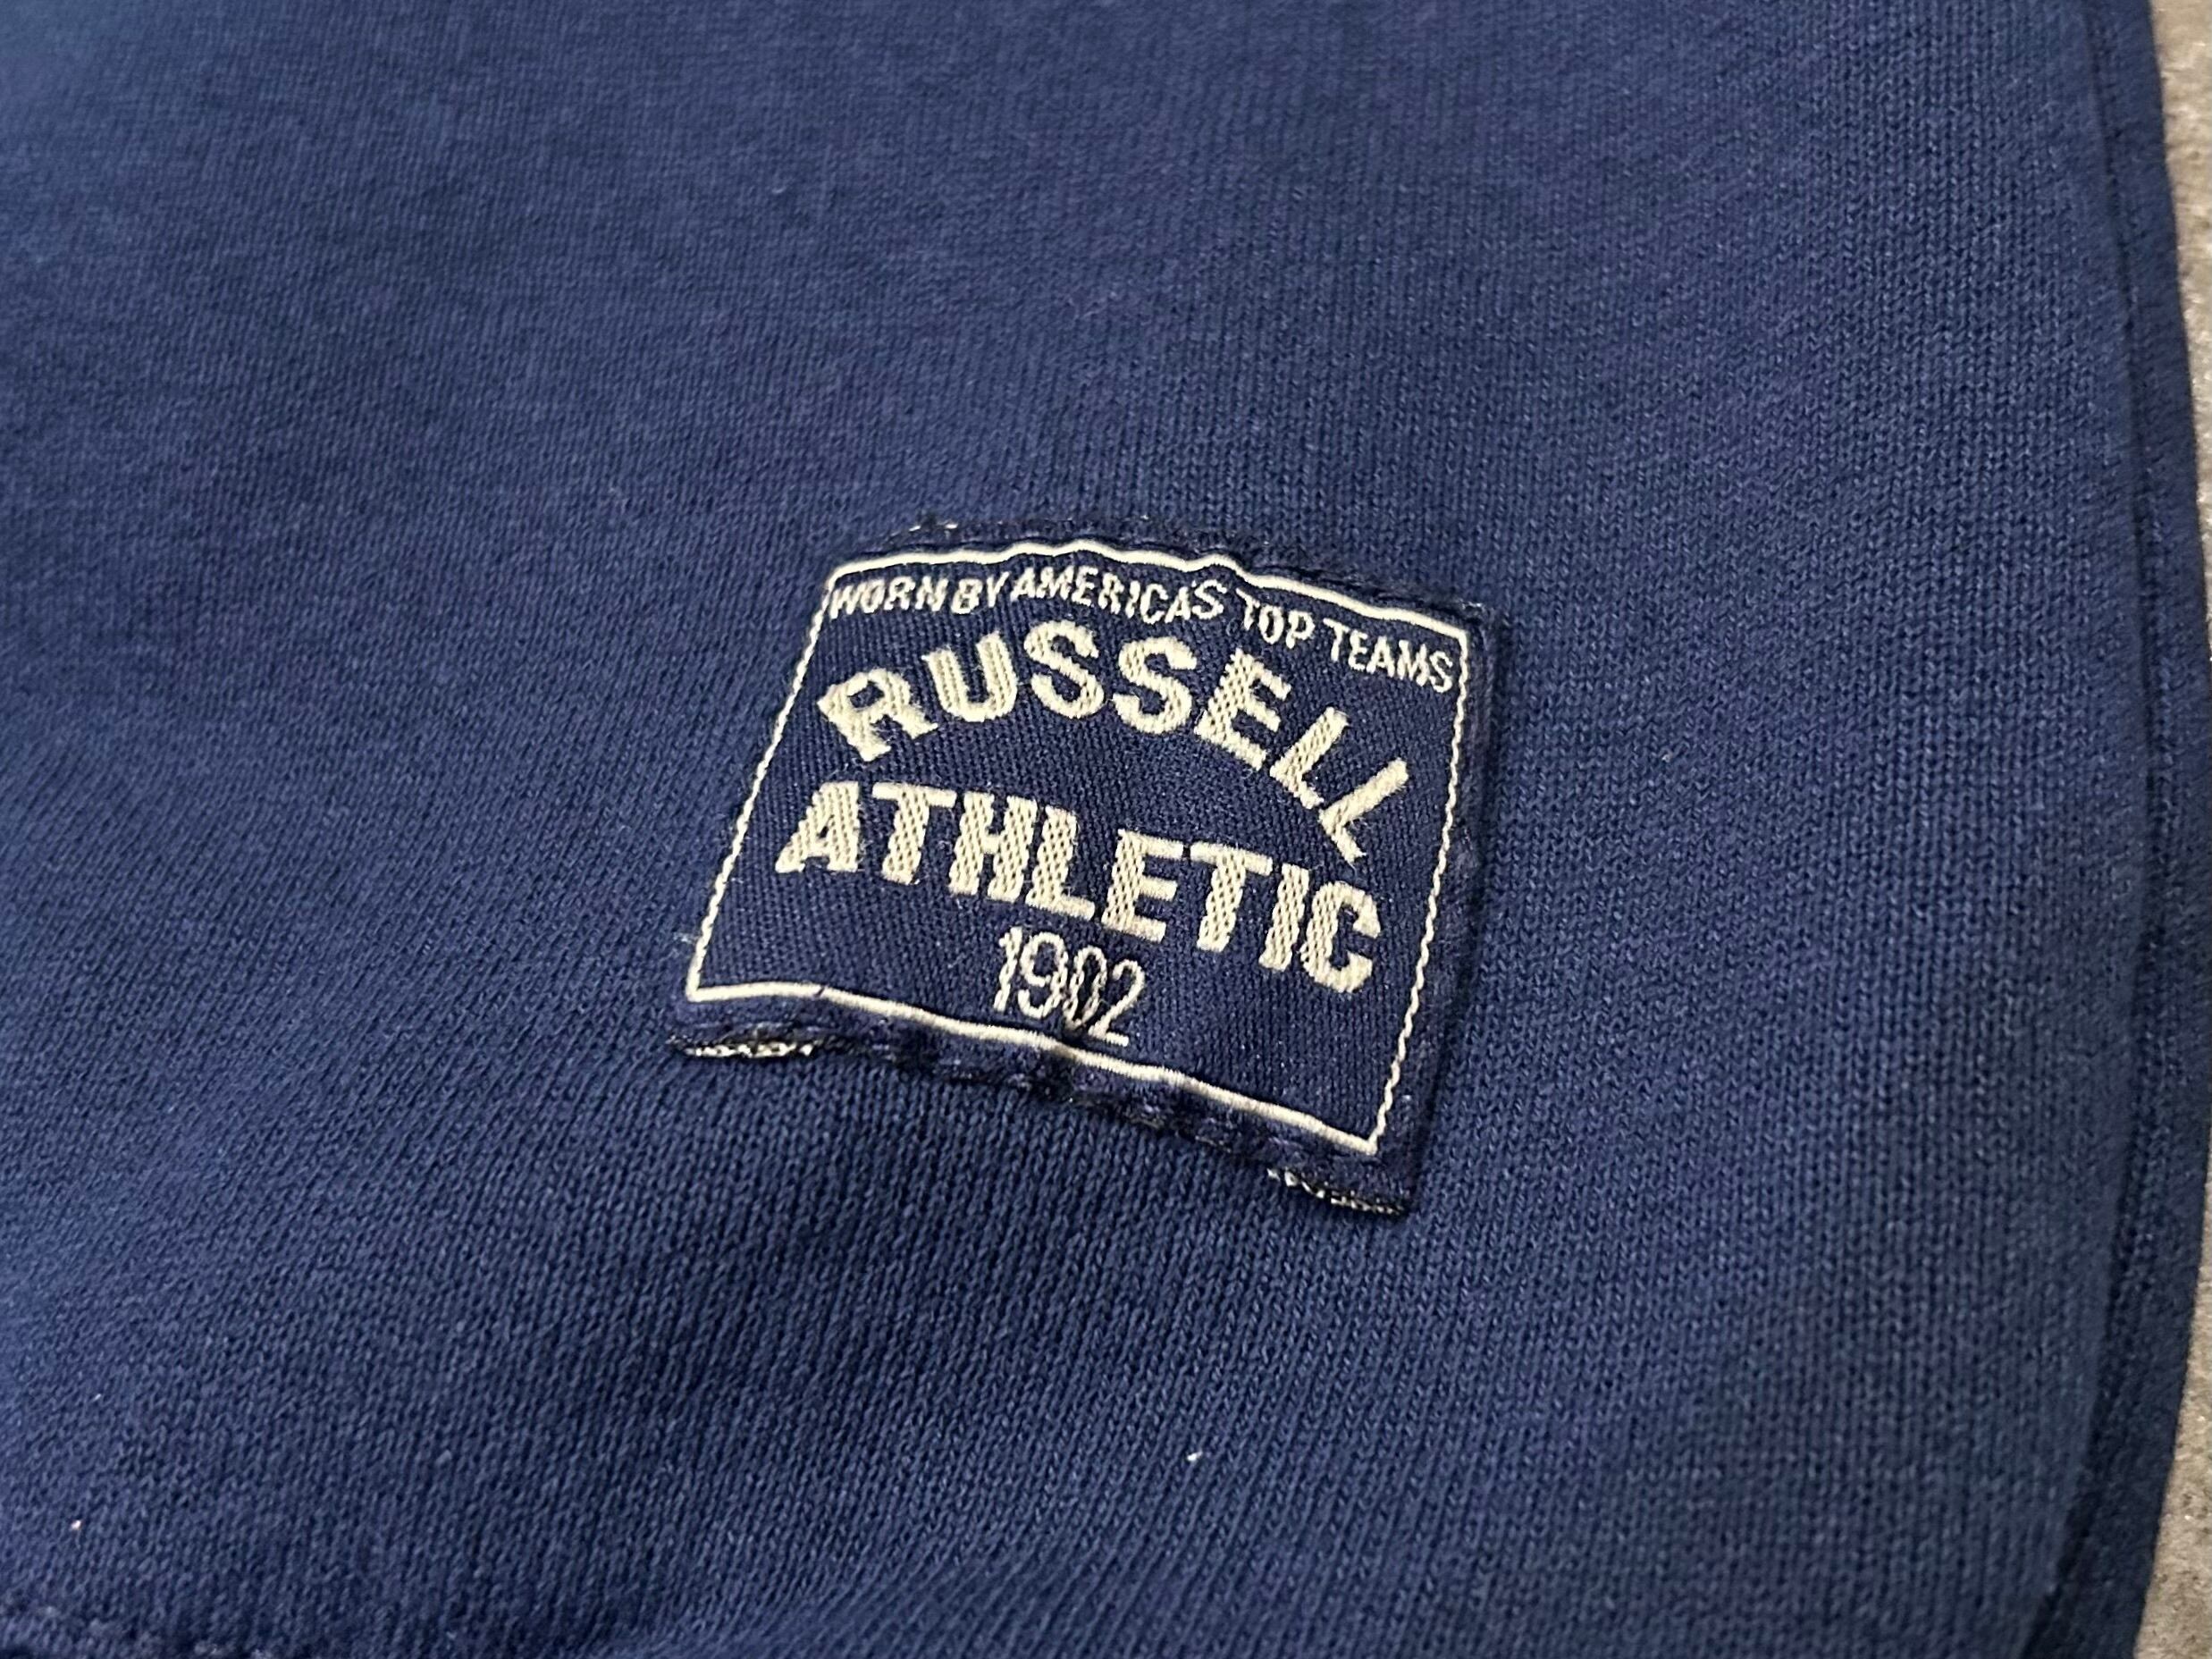 WORN BY AMERICA'S TOP TEAMS
RUSSELL
ATHLETIC
1902